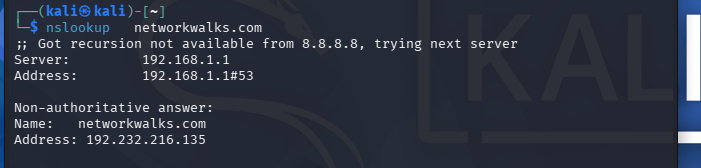 ┌──(kali㉿kali)-[~]
└─$ nslookup   networkwalks.com
;; Got recursion not available from 8.8.8.8, trying next server
Server:         192.168.1.1
Address:        192.168.1.1#53

Non-authoritative answer:
Name:   networkwalks.com
Address: 192.232.216.135
KALI